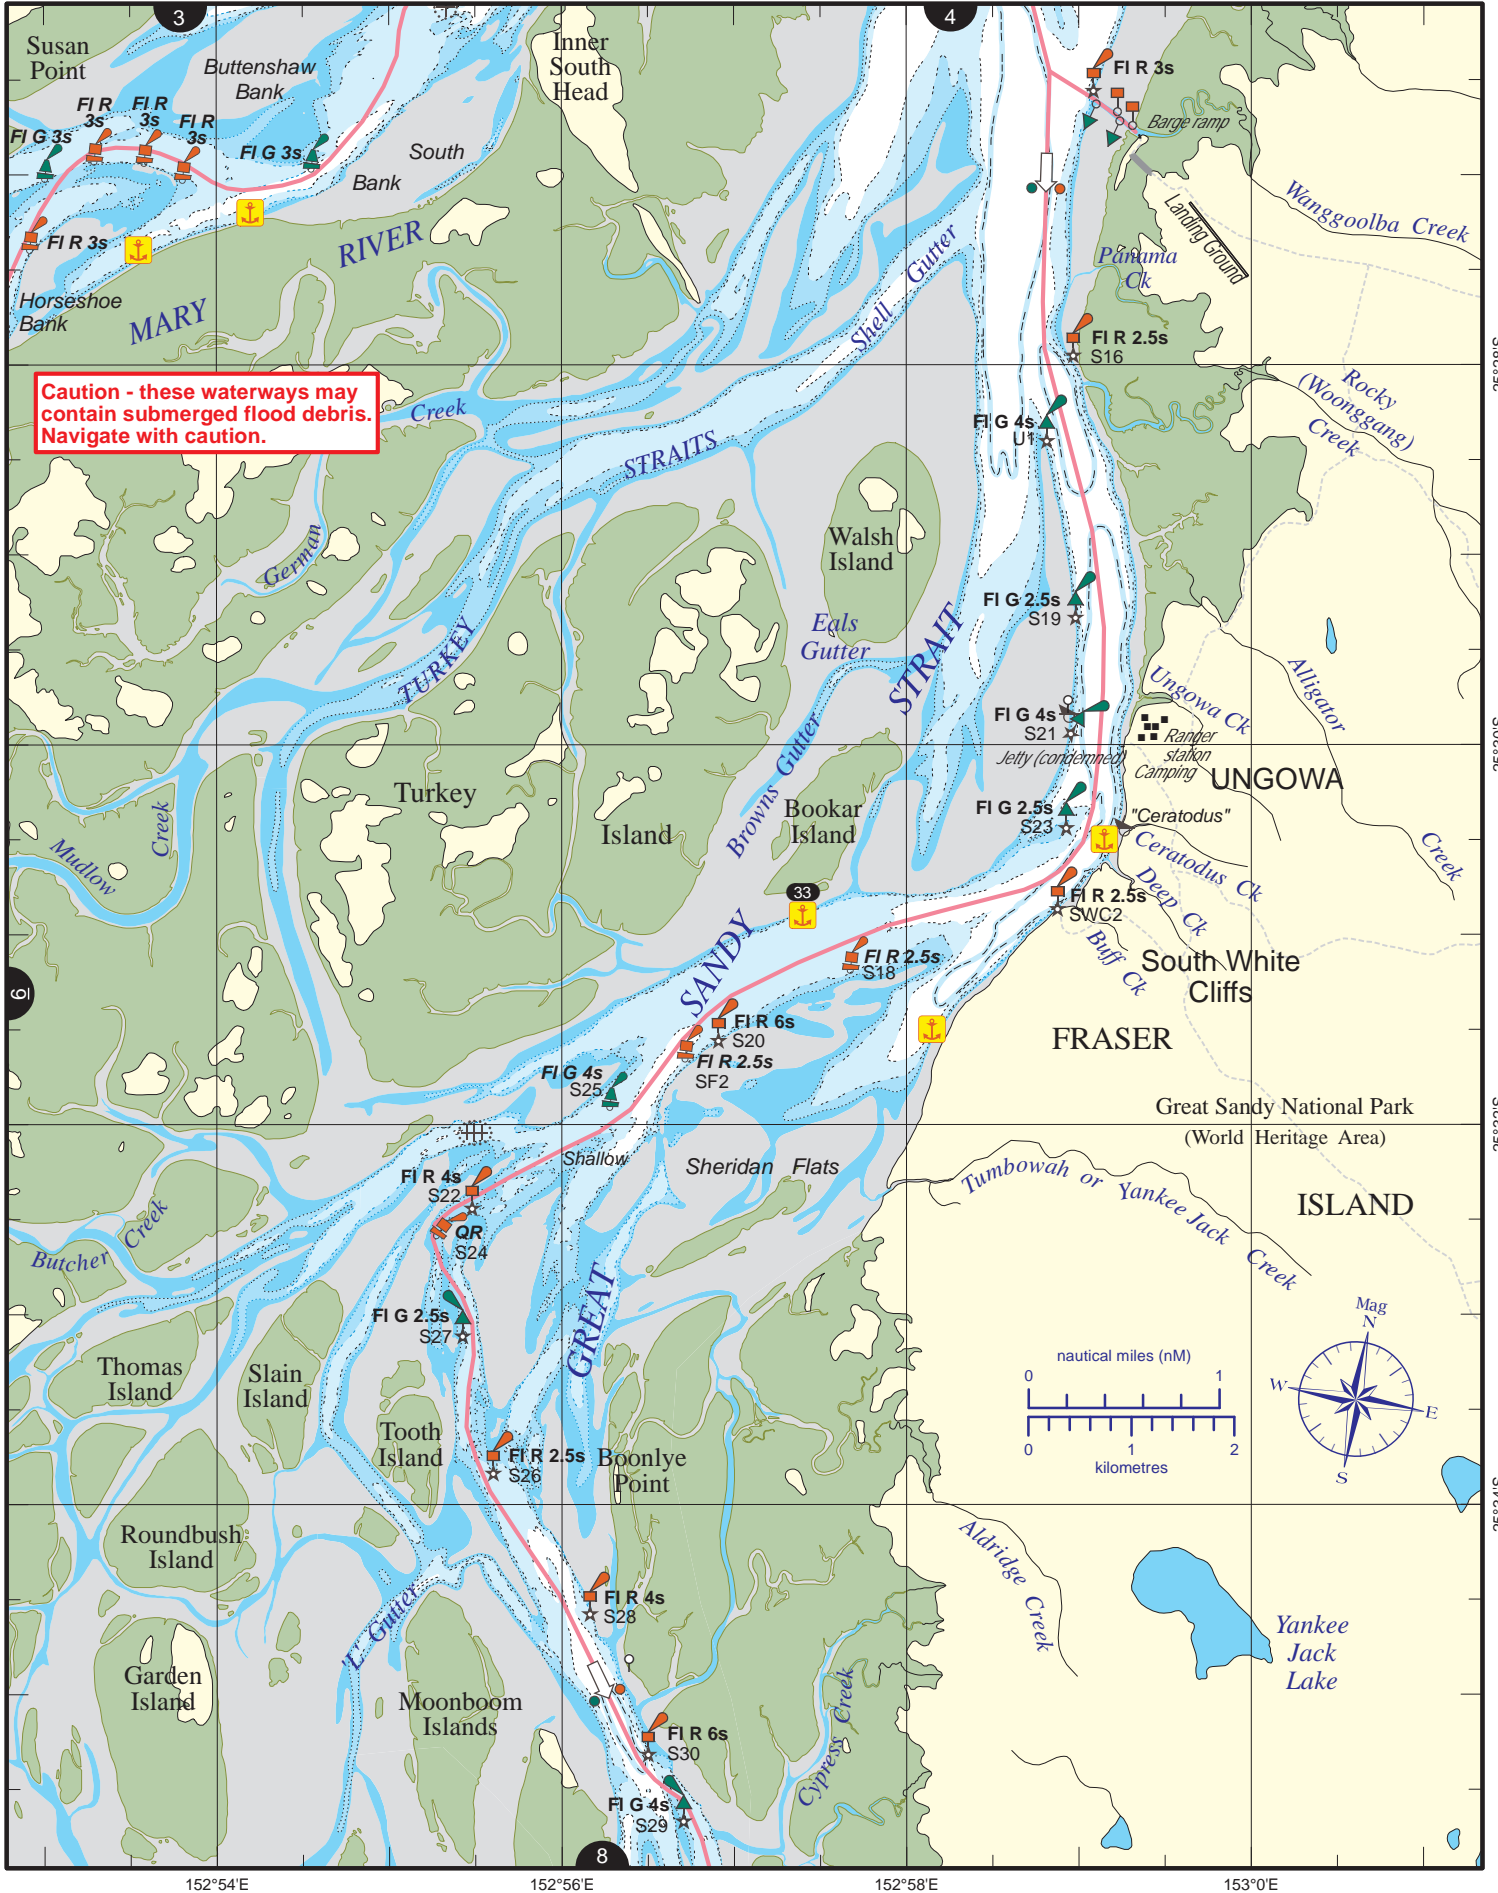 3
4
Susan
Point
Buttenshaw
Bank
Inner
South
Head
Fl R 3s
Fl R
3s
Fl R
3s
Fl R
3s
Fl G 3s
Fl G 3s
South
Bank
Barge ramp
Wanggoolba Creek
Landing Ground
Fl R 3s
RIVER
Panama
Ck
Shell Gutter
Horseshoe
Bank
MARY
Fl R 2.5s
S16
25°28'S
Caution - these waterways may
contain submerged flood debris.
Navigate with caution.
Creek
Rocky
(Woonggang)
Creek
Fl G 4s
U1
STRAITS
German
Walsh
Island
Fl G 2.5s
S19
Eals
Gutter
STRAIT
TURKEY
Ungowa Ck
Alligator
Fl G 4s
S21
Ranger
station
Camping
Jetty (condemned)
25°30'S
UNGOWA
Browns Gutter
Turkey
Island
Bookar
Island
Fl G 2.5s
S23
"Ceratodus"
Creek
Mudlow
Creek
Ceratodus Ck
33
Fl R 2.5s
SWC2
Deep Ck
Buff Ck
SANDY
Fl R 2.5s
S18
South White
Cliffs
9
Fl R 6s
S20
FRASER
Fl R 2.5s
SF2
Fl G 4s
S25
Great Sandy National Park
(World Heritage Area)
25°32'S
Shallow
Sheridan Flats
Fl R 4s
S22
Tumbowah or Yankee Jack Creek
ISLAND
QR
S24
Butcher Creek
GREAT
Fl G 2.5s
S27
Mag
N
W
E
S
nautical miles (nM)
0 1
0 1 2
kilometres
Thomas
Island
Slain
Island
Tooth
Island
Fl R 2.5s
S26
Boonlye
Point
25°34'S
Roundbush
Island
Aldridge Creek
Fl R 4s
S28
'L' Gutter
Yankee
Jack
Lake
Garden
Island
Moonboom
Islands
Cypress Creek
Fl R 6s
S30
Fl G 4s
S29
8
152°54'E
152°56'E
152°58'E
153°0'E